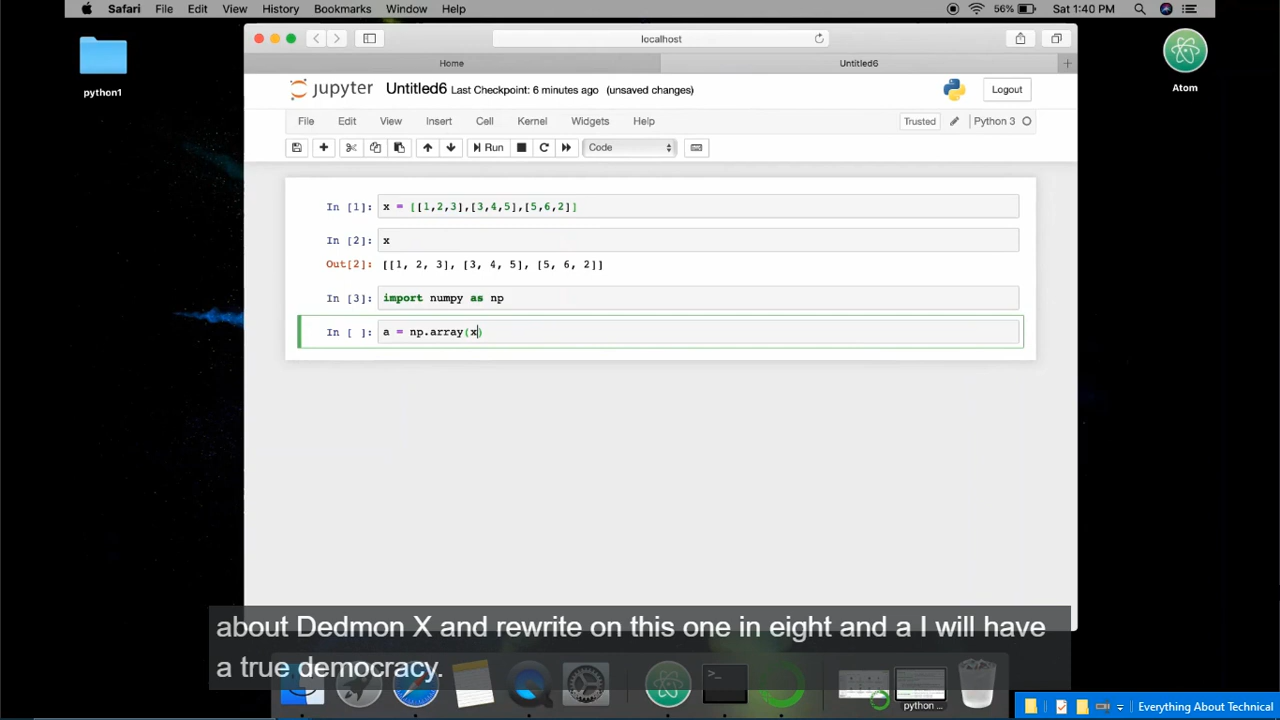 Safari File Edit View History Bookmarks Window Help 56% Sat 1:40 PM
localhost
Home Untitled6
python1
Atom
jupyter Untitled6 Last Checkpoint: 6 minutes ago (unsaved changes) Logout
File Edit View Insert Cell Kernel Widgets Help Trusted Python 3
Run Code
In [1]: x = [[1,2,3],[3,4,5],[5,6,2]]
In [2]: x
Out[2]: [[1, 2, 3], [3, 4, 5], [5, 6, 2]]
In [3]: import numpy as np
In [ ]: a = np.array(x)
about Dedmon X and rewrite on this one in eight and a I will have
a true democracy.
python ...
Everything About Technical